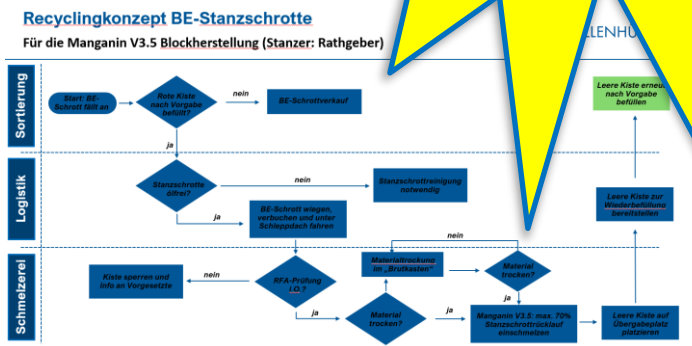 Recyclingkonzept BE-Stanzschrotte
Für die Manganin V3.5 Blockherstellung (Stanzer: Rathgeber)
Sortierung
Start: BE-
Schrott fällt an
Rote Kiste
nach Vorgabe
befüllt?
nein
BE-Schrottverkauf
Leere Kiste
nach Vorgabe
befüllen
ja
Logistik
Stanzschrotte
ölfrei?
nein
Stanzschrottreinigung
notwendig
ja
BE-Schrott wiegen,
verbuchen und unter
Schleppdach fahren
Leere Kiste zur
Wiederbefüllung
bereitstellen
Schmelzerei
Kiste sperren und
Info an Vorgesetzte
nein
RFA-Prüfung
i.O.?
ja
Material
trocken?
Materialtrockung
im „Brutkasten“
nein
Material
trocken?
ja
ja
Manganin V3.5: max. 70%
Stanzschrottrücklauf
einschmelzen
Leere Kiste auf
Übergabeplatz
platzieren